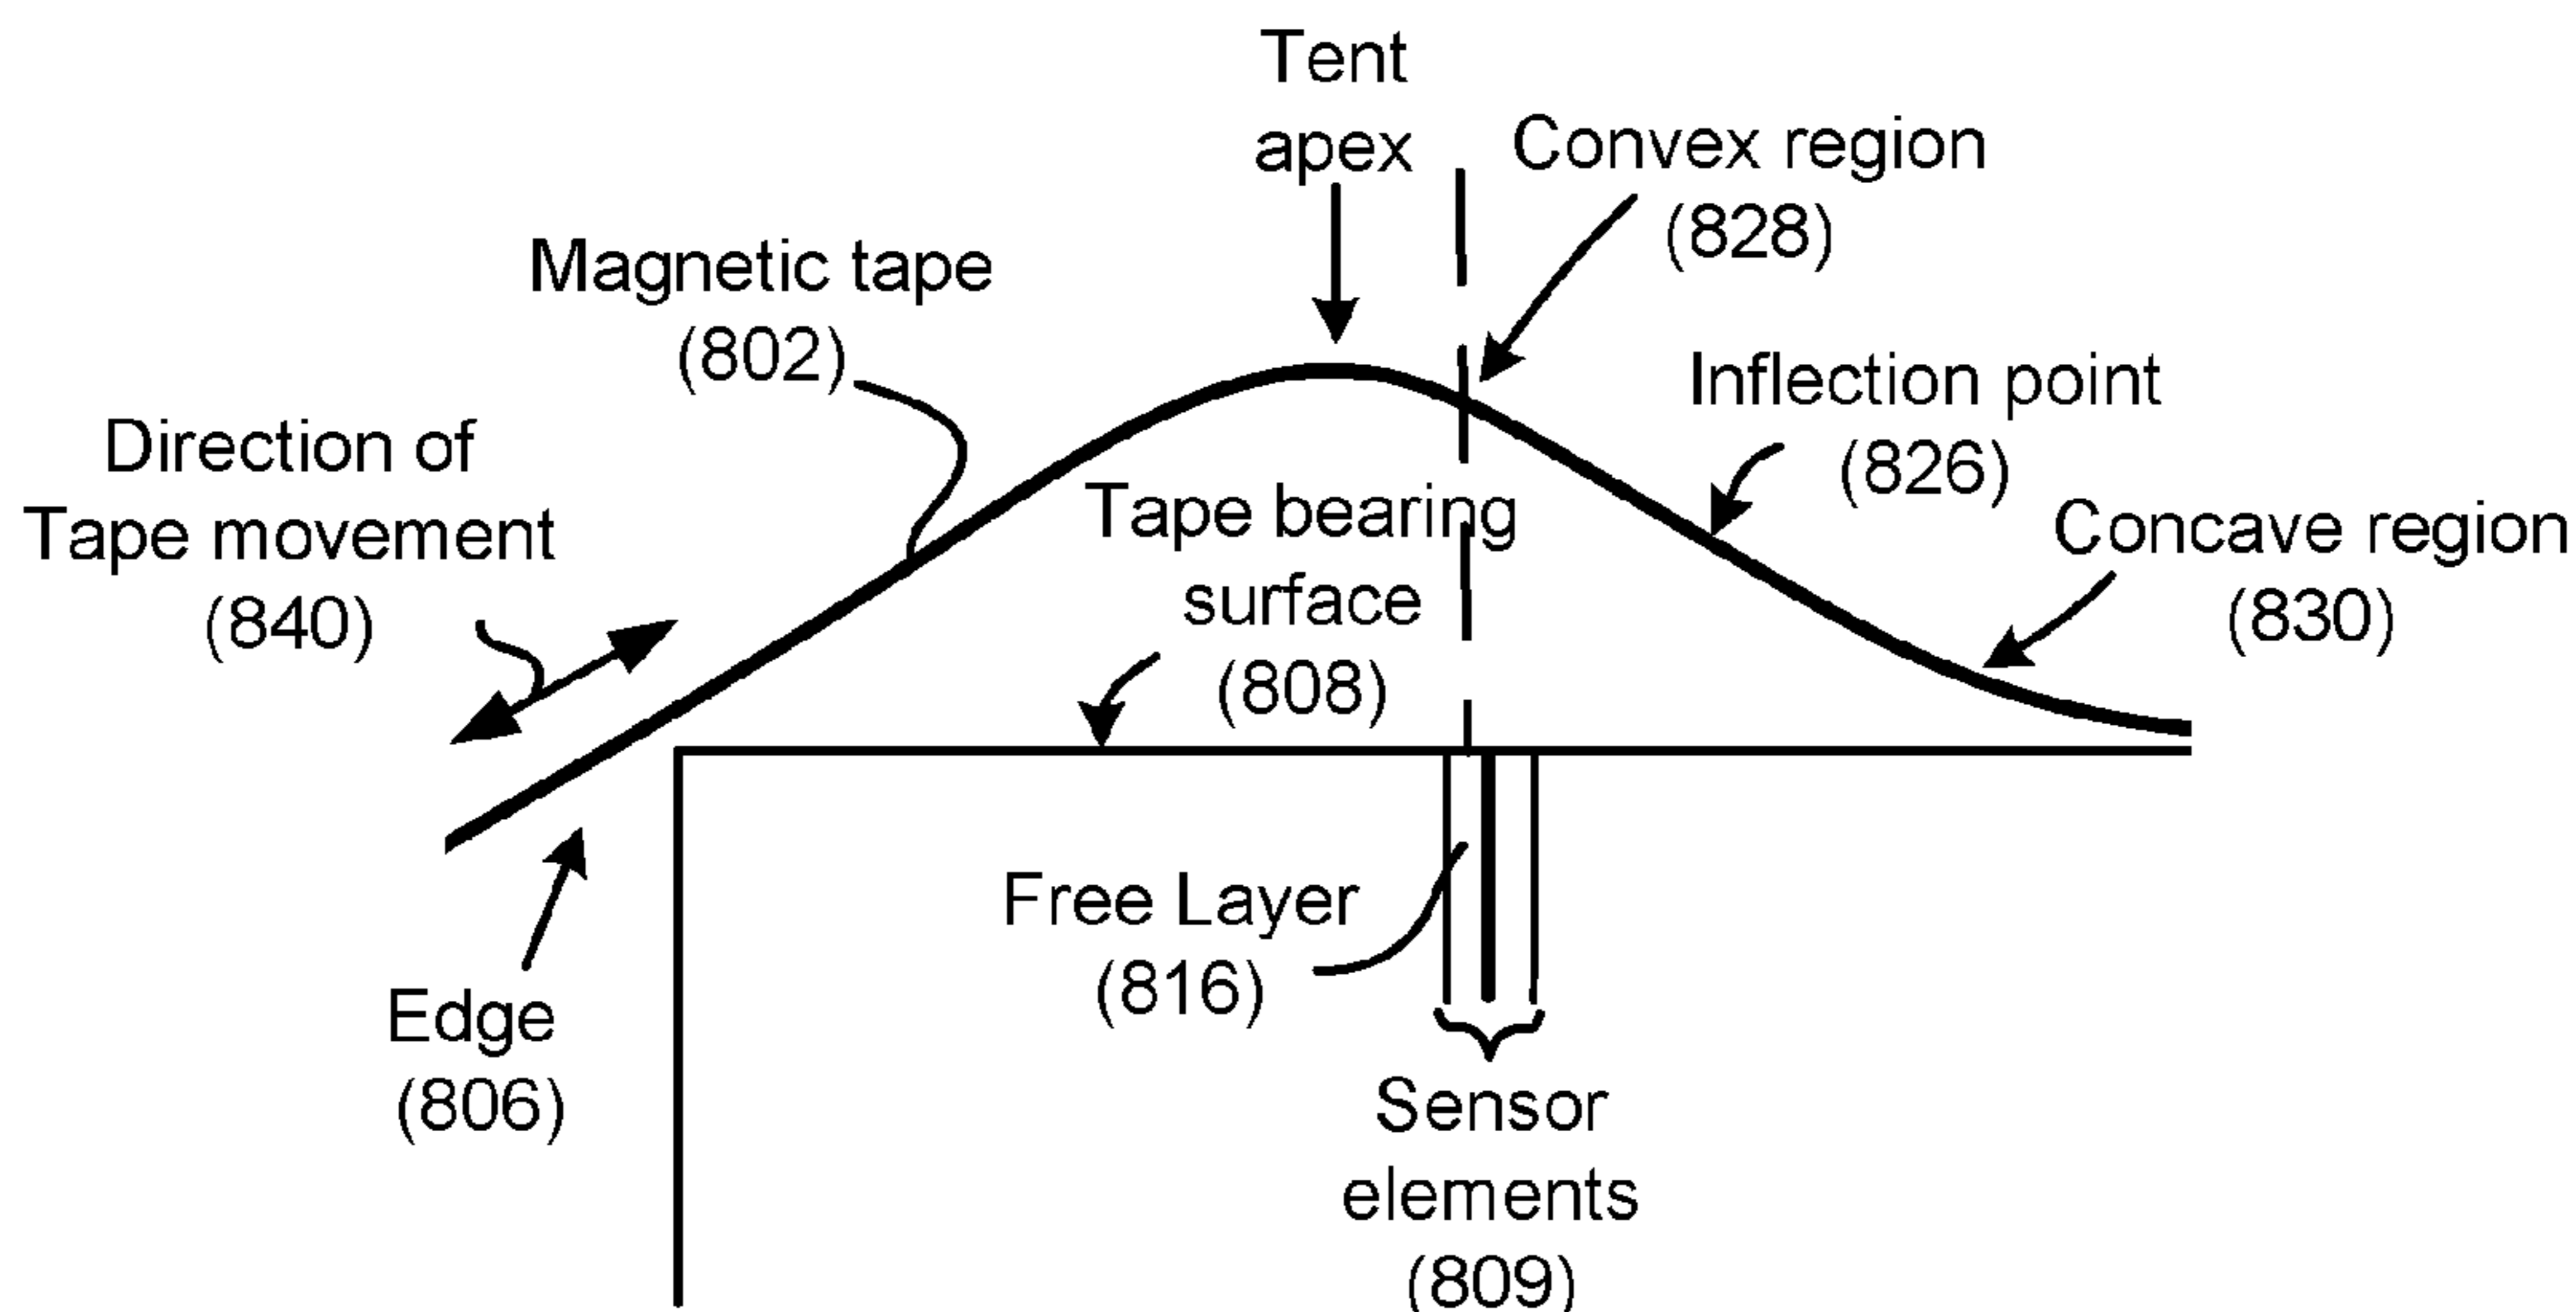 Tent
apex
Convex region
(828)
Magnetic tape
(802)
Inflection point
(826)
Direction of
Tape movement
(840)
Tape bearing
surface
(808)
Concave region
(830)
Free Layer
(816)
Edge
(806)
Sensor
elements
(809)